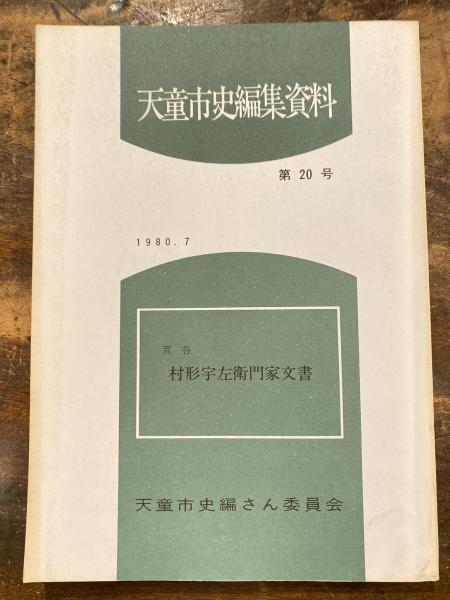 天童市史編集資料
第 20 号
1980.7
荒谷
村形宇左衛門家文書
天童市史編さん委員会